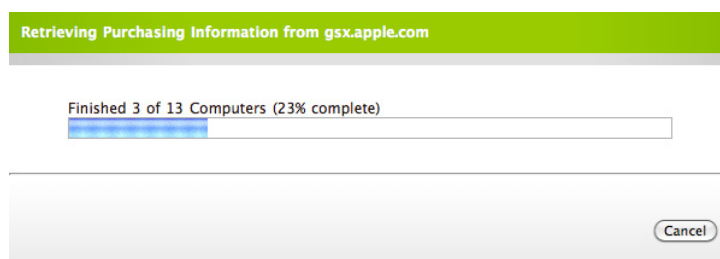 Retrieving Purchasing Information from gsx.apple.com
Finished 3 of 13 Computers (23% complete)
Cancel